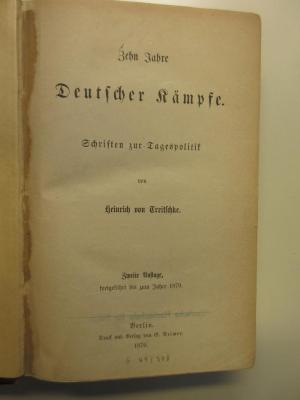 Zehn Jahre
Deutscher Kämpfe.
Schriften zur Tagespolitik
von
Heinrich von Treitschke.
Zweite Auflage,
fortgeführt bis zum Jahre 1879.
Berlin.
Druck und Verlag von G. Reimer.
1879.